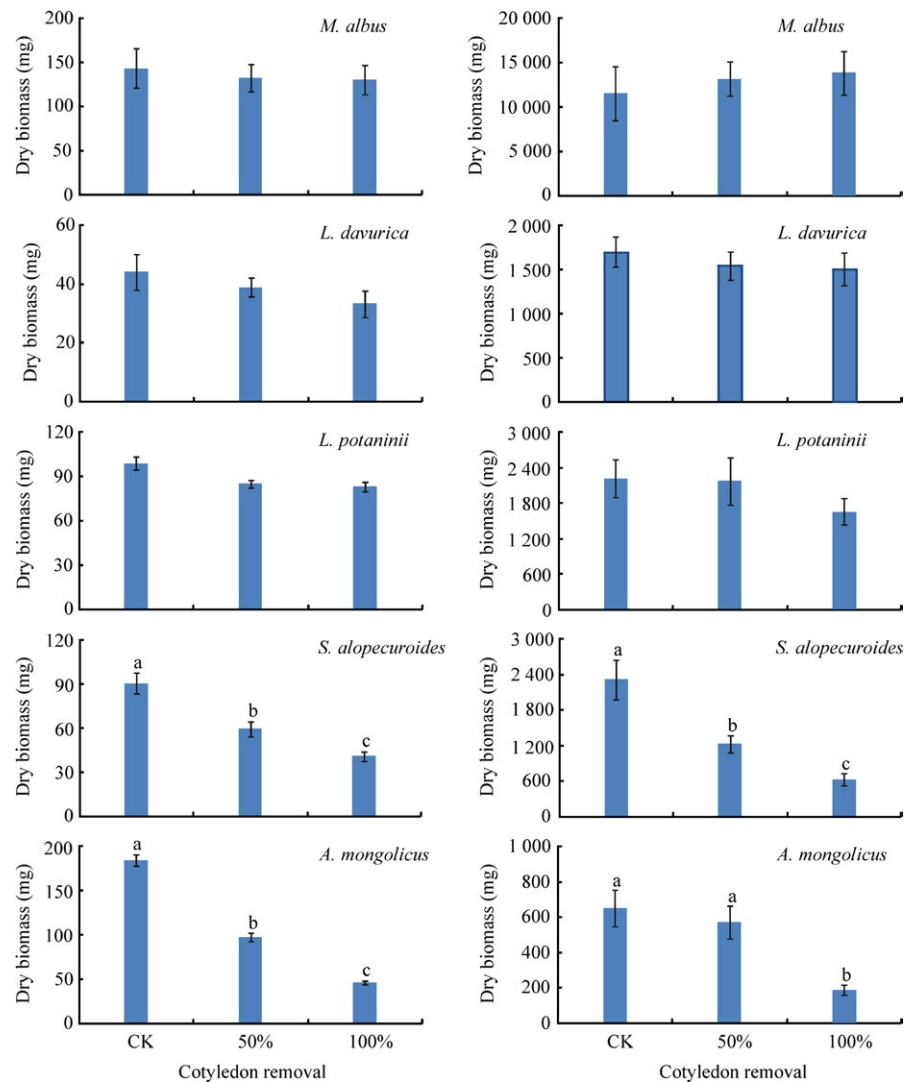 M. albus
Dry biomass (mg)
200
150
100
50
0
M. albus
Dry biomass (mg)
20 000
15 000
10 000
5 000
0
L. davurica
Dry biomass (mg)
60
40
20
0
L. davurica
Dry biomass (mg)
2 000
1 500
1 000
500
0
L. potaninii
Dry biomass (mg)
120
90
60
30
0
L. potaninii
Dry biomass (mg)
3 000
2 400
1 800
1 200
600
0
S. alopecuroides
Dry biomass (mg)
120
90
60
30
0
a
b
c
S. alopecuroides
Dry biomass (mg)
3 000
2 400
1 800
1 200
600
0
a
b
c
A. mongolicus
Dry biomass (mg)
200
150
100
50
0
a
b
c
CK 50% 100%
Cotyledon removal
A. mongolicus
Dry biomass (mg)
1 000
800
600
400
200
0
a
a
b
CK 50% 100%
Cotyledon removal